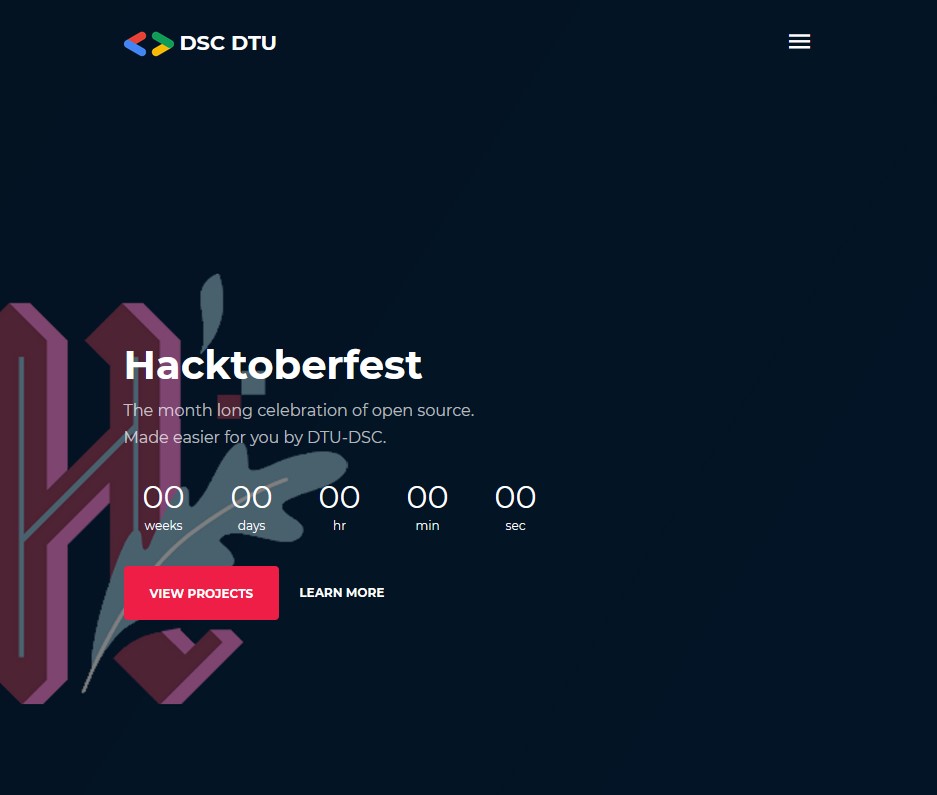 DSC DTU
Hacktoberfest
The month long celebration of open source.
Made easier for you by DTU-DSC.
00 00 00 00 00
weeks days hr min sec
VIEW PROJECTS LEARN MORE